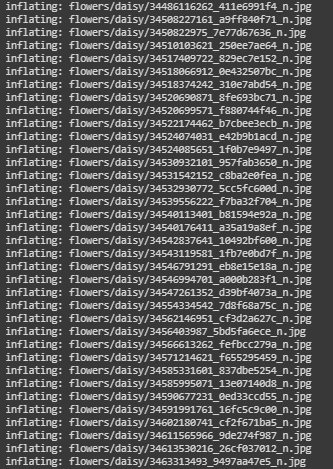 inflating: flowers/daisy/34486116262_411e6991f4_n.jpg
inflating: flowers/daisy/34508227161_a9ff840f71_n.jpg
inflating: flowers/daisy/3450822975_7e77d67636_n.jpg
inflating: flowers/daisy/34510103621_250ee7ae64_n.jpg
inflating: flowers/daisy/34517409722_829ec7e152_n.jpg
inflating: flowers/daisy/34518066912_0e432507bc_n.jpg
inflating: flowers/daisy/34518374242_310e7abd54_n.jpg
inflating: flowers/daisy/34520690871_8fe693bc71_n.jpg
inflating: flowers/daisy/34520699571_f880744f46_n.jpg
inflating: flowers/daisy/34522174462_b7cbee3ecb_n.jpg
inflating: flowers/daisy/34524074031_e42b9b1acd_n.jpg
inflating: flowers/daisy/34524085651_1f0b7e9497_n.jpg
inflating: flowers/daisy/34530932101_957fab3650_n.jpg
inflating: flowers/daisy/34531542152_c8ba2e0fea_n.jpg
inflating: flowers/daisy/34532930772_5cc5fc600d_n.jpg
inflating: flowers/daisy/34539556222_f7ba32f704_n.jpg
inflating: flowers/daisy/34540113401_b81594e92a_n.jpg
inflating: flowers/daisy/34540176411_a35a19a8ef_n.jpg
inflating: flowers/daisy/34542837641_10492bf600_n.jpg
inflating: flowers/daisy/34543119581_1fb7e0bd7f_n.jpg
inflating: flowers/daisy/34546791291_eb8e15e18a_n.jpg
inflating: flowers/daisy/34546994701_a000b283f1_n.jpg
inflating: flowers/daisy/34547261352_d39bf4073a_n.jpg
inflating: flowers/daisy/34554334542_7d8f68a75c_n.jpg
inflating: flowers/daisy/34562146951_cf3d2a627c_n.jpg
inflating: flowers/daisy/3456403987_5bd5fa6ece_n.jpg
inflating: flowers/daisy/34566613262_fefbcc279a_n.jpg
inflating: flowers/daisy/34571214621_f655295459_n.jpg
inflating: flowers/daisy/34585331601_837dbe5254_n.jpg
inflating: flowers/daisy/34585995071_13e07140d8_n.jpg
inflating: flowers/daisy/34590677231_0ed33ccd55_n.jpg
inflating: flowers/daisy/34591991761_16fc5c9c00_n.jpg
inflating: flowers/daisy/34602180741_cf2f671ba5_n.jpg
inflating: flowers/daisy/34611565966_9de274f987_n.jpg
inflating: flowers/daisy/34613530216_26cf037012_n.jpg
inflating: flowers/daisy/3463313493_9497aa47e5_n.jpg